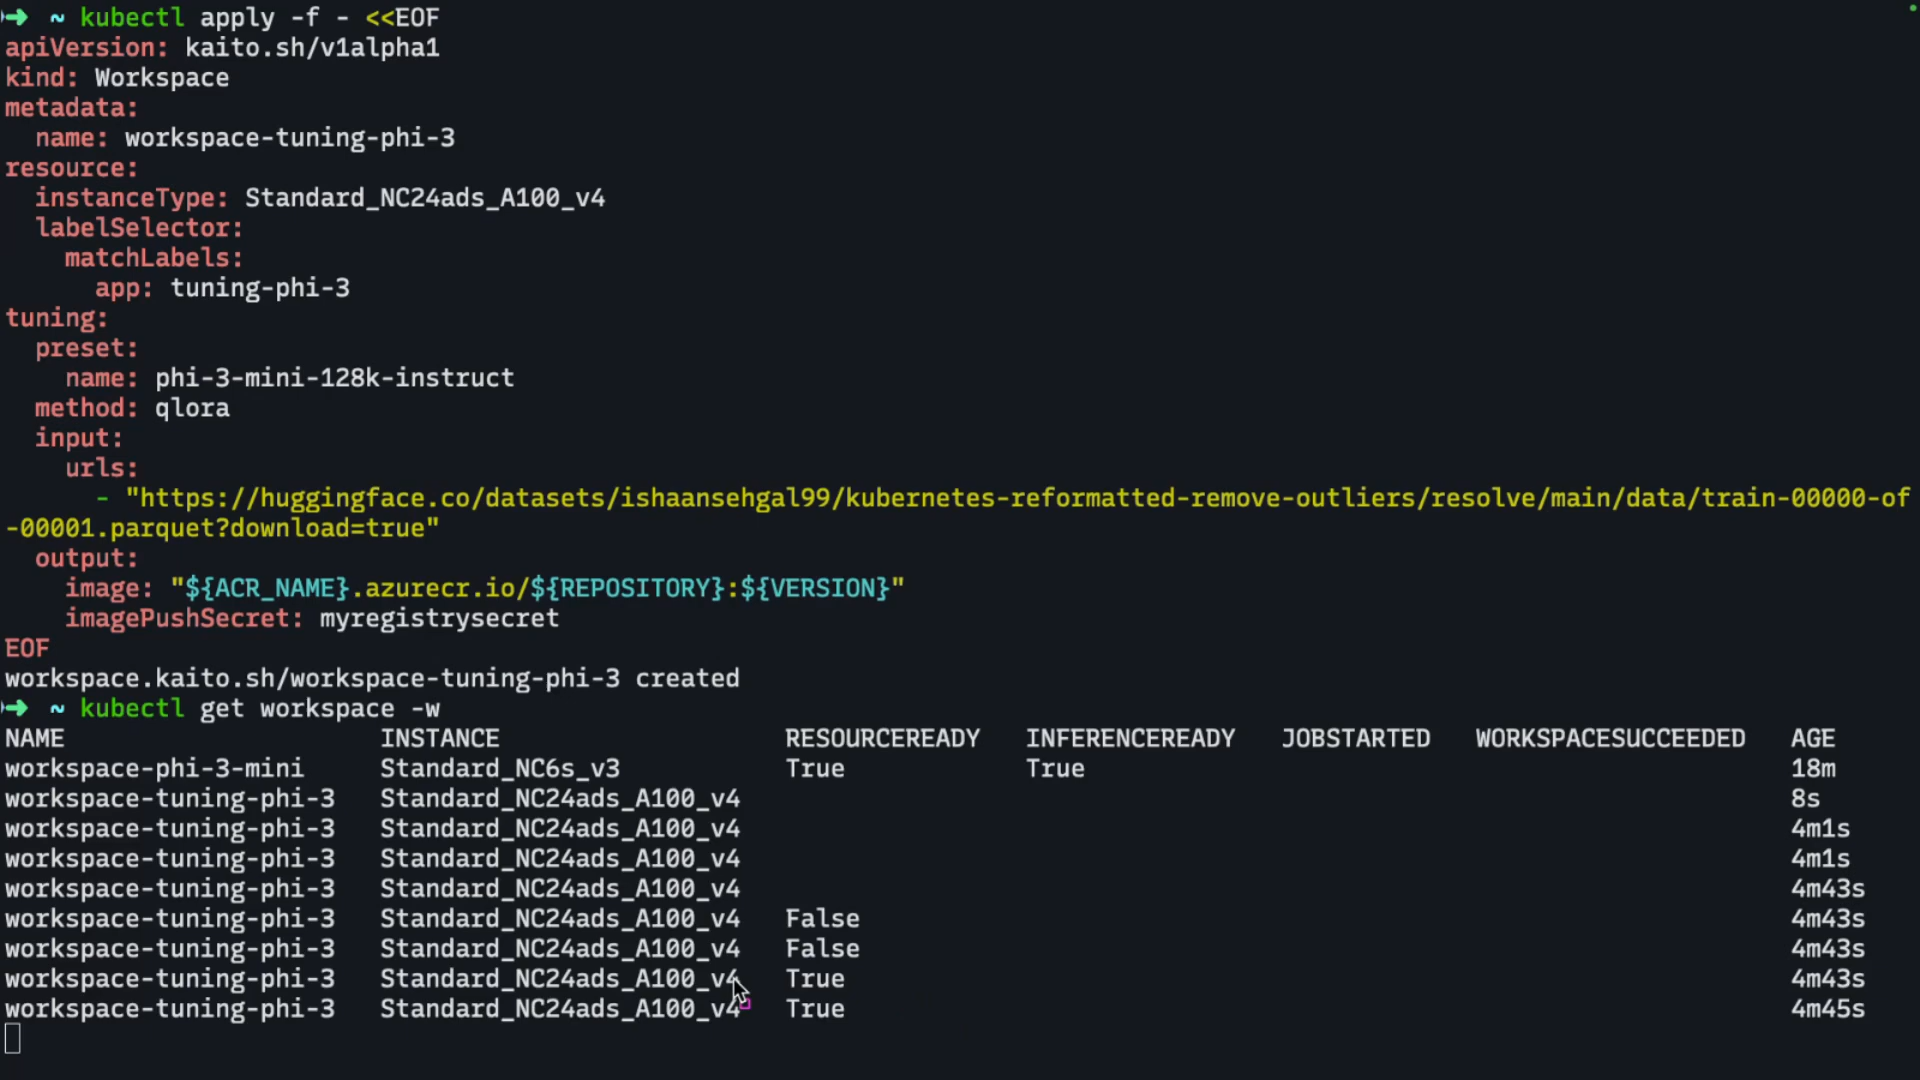 ➜ ~ kubectl apply -f - <<EOF
apiVersion: kaito.sh/v1alpha1
kind: Workspace
metadata:
  name: workspace-tuning-phi-3
resource:
  instanceType: Standard_NC24ads_A100_v4
  labelSelector:
    matchLabels:
      app: tuning-phi-3
tuning:
  preset:
    name: phi-3-mini-128k-instruct
  method: qlora
  input:
    urls:
      - "https://huggingface.co/datasets/ishaansehgal99/kubernetes-reformatted-remove-outliers/resolve/main/data/train-00000-of
-00001.parquet?download=true"
  output:
    image: "${ACR_NAME}.azurecr.io/${REPOSITORY}:${VERSION}"
    imagePushSecret: myregistrysecret
EOF
workspace.kaito.sh/workspace-tuning-phi-3 created
➜ ~ kubectl get workspace -w
NAME INSTANCE RESOURCEREADY INFERENCEREADY JOBSTARTED WORKSPACESUCCEEDED AGE
workspace-phi-3-mini Standard_NC6s_v3 True True 18m
workspace-tuning-phi-3 Standard_NC24ads_A100_v4 8s
workspace-tuning-phi-3 Standard_NC24ads_A100_v4 4m1s
workspace-tuning-phi-3 Standard_NC24ads_A100_v4 4m1s
workspace-tuning-phi-3 Standard_NC24ads_A100_v4 4m43s
workspace-tuning-phi-3 Standard_NC24ads_A100_v4 False 4m43s
workspace-tuning-phi-3 Standard_NC24ads_A100_v4 False 4m43s
workspace-tuning-phi-3 Standard_NC24ads_A100_v4 True 4m43s
workspace-tuning-phi-3 Standard_NC24ads_A100_v4 True 4m45s